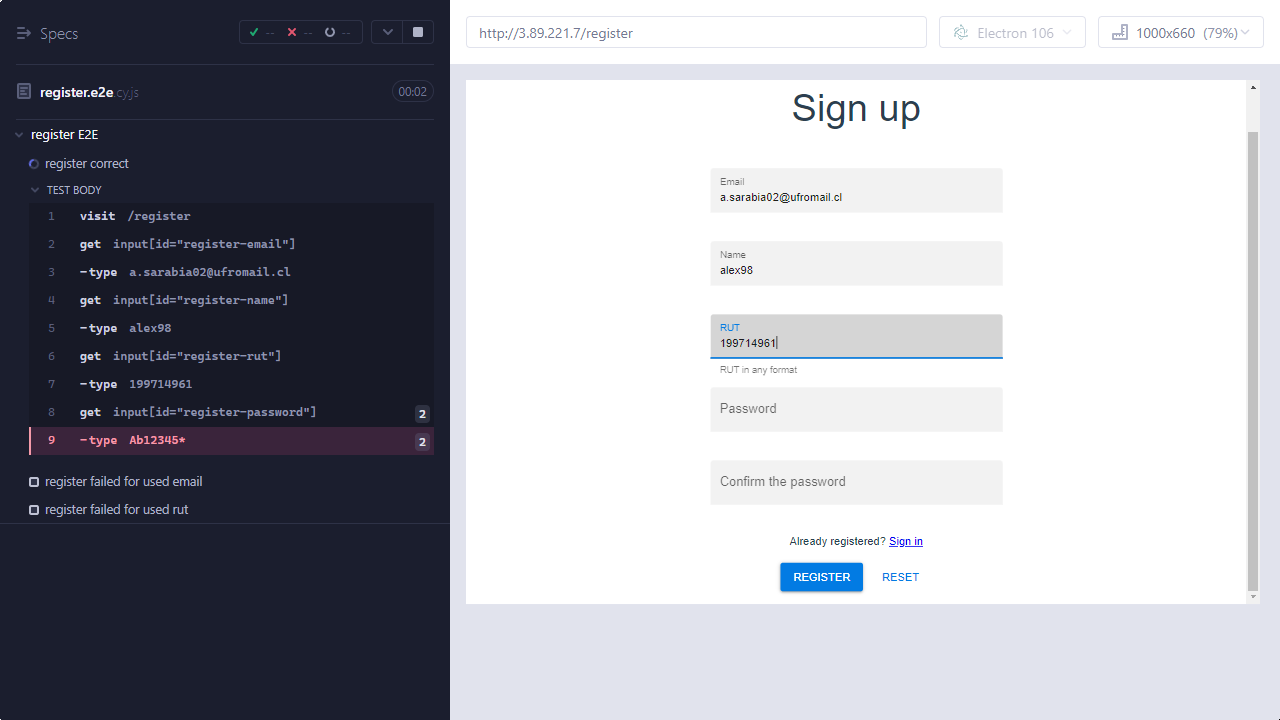 Specs
-- -- --
register.e2e.cy.js
00:02
register E2E
register correct
TEST BODY
1 visit /register
2 get input[id="register-email"]
3 -type a.sarabia02@ufromail.cl
4 get input[id="register-name"]
5 -type alex98
6 get input[id="register-rut"]
7 -type 199714961
8 get input[id="register-password"] 2
9 -type Ab12345* 2
register failed for used email
register failed for used rut
http://3.89.221.7/register
Electron 106
1000x660 (79%)
Sign up
Email
a.sarabia02@ufromail.cl
Name
alex98
RUT
199714961
RUT in any format
Password
Confirm the password
Already registered? Sign in
REGISTER RESET